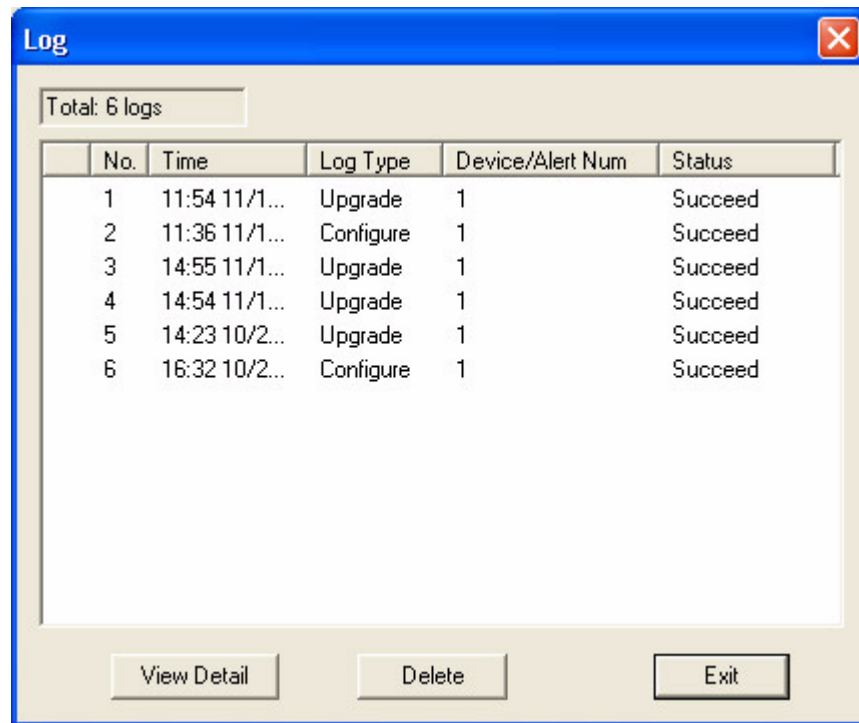 Log
Total: 6 logs
No. Time Log Type Device/Alert Num Status
1 11:54 11/1... Upgrade 1 Succeed
2 11:36 11/1... Configure 1 Succeed
3 14:55 11/1... Upgrade 1 Succeed
4 14:54 11/1... Upgrade 1 Succeed
5 14:23 10/2... Upgrade 1 Succeed
6 16:32 10/2... Configure 1 Succeed
View Detail Delete Exit